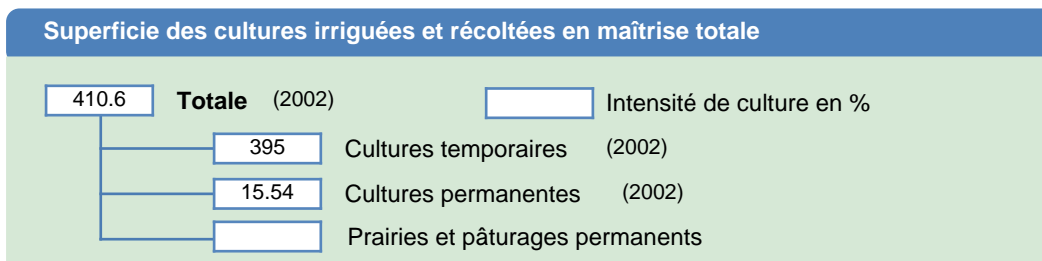 Superficie des cultures irriguées et récoltées en maîtrise totale
410.6 Totale (2002) Intensité de culture en %
395 Cultures temporaires (2002)
15.54 Cultures permanentes (2002)
Prairies et pâturages permanents